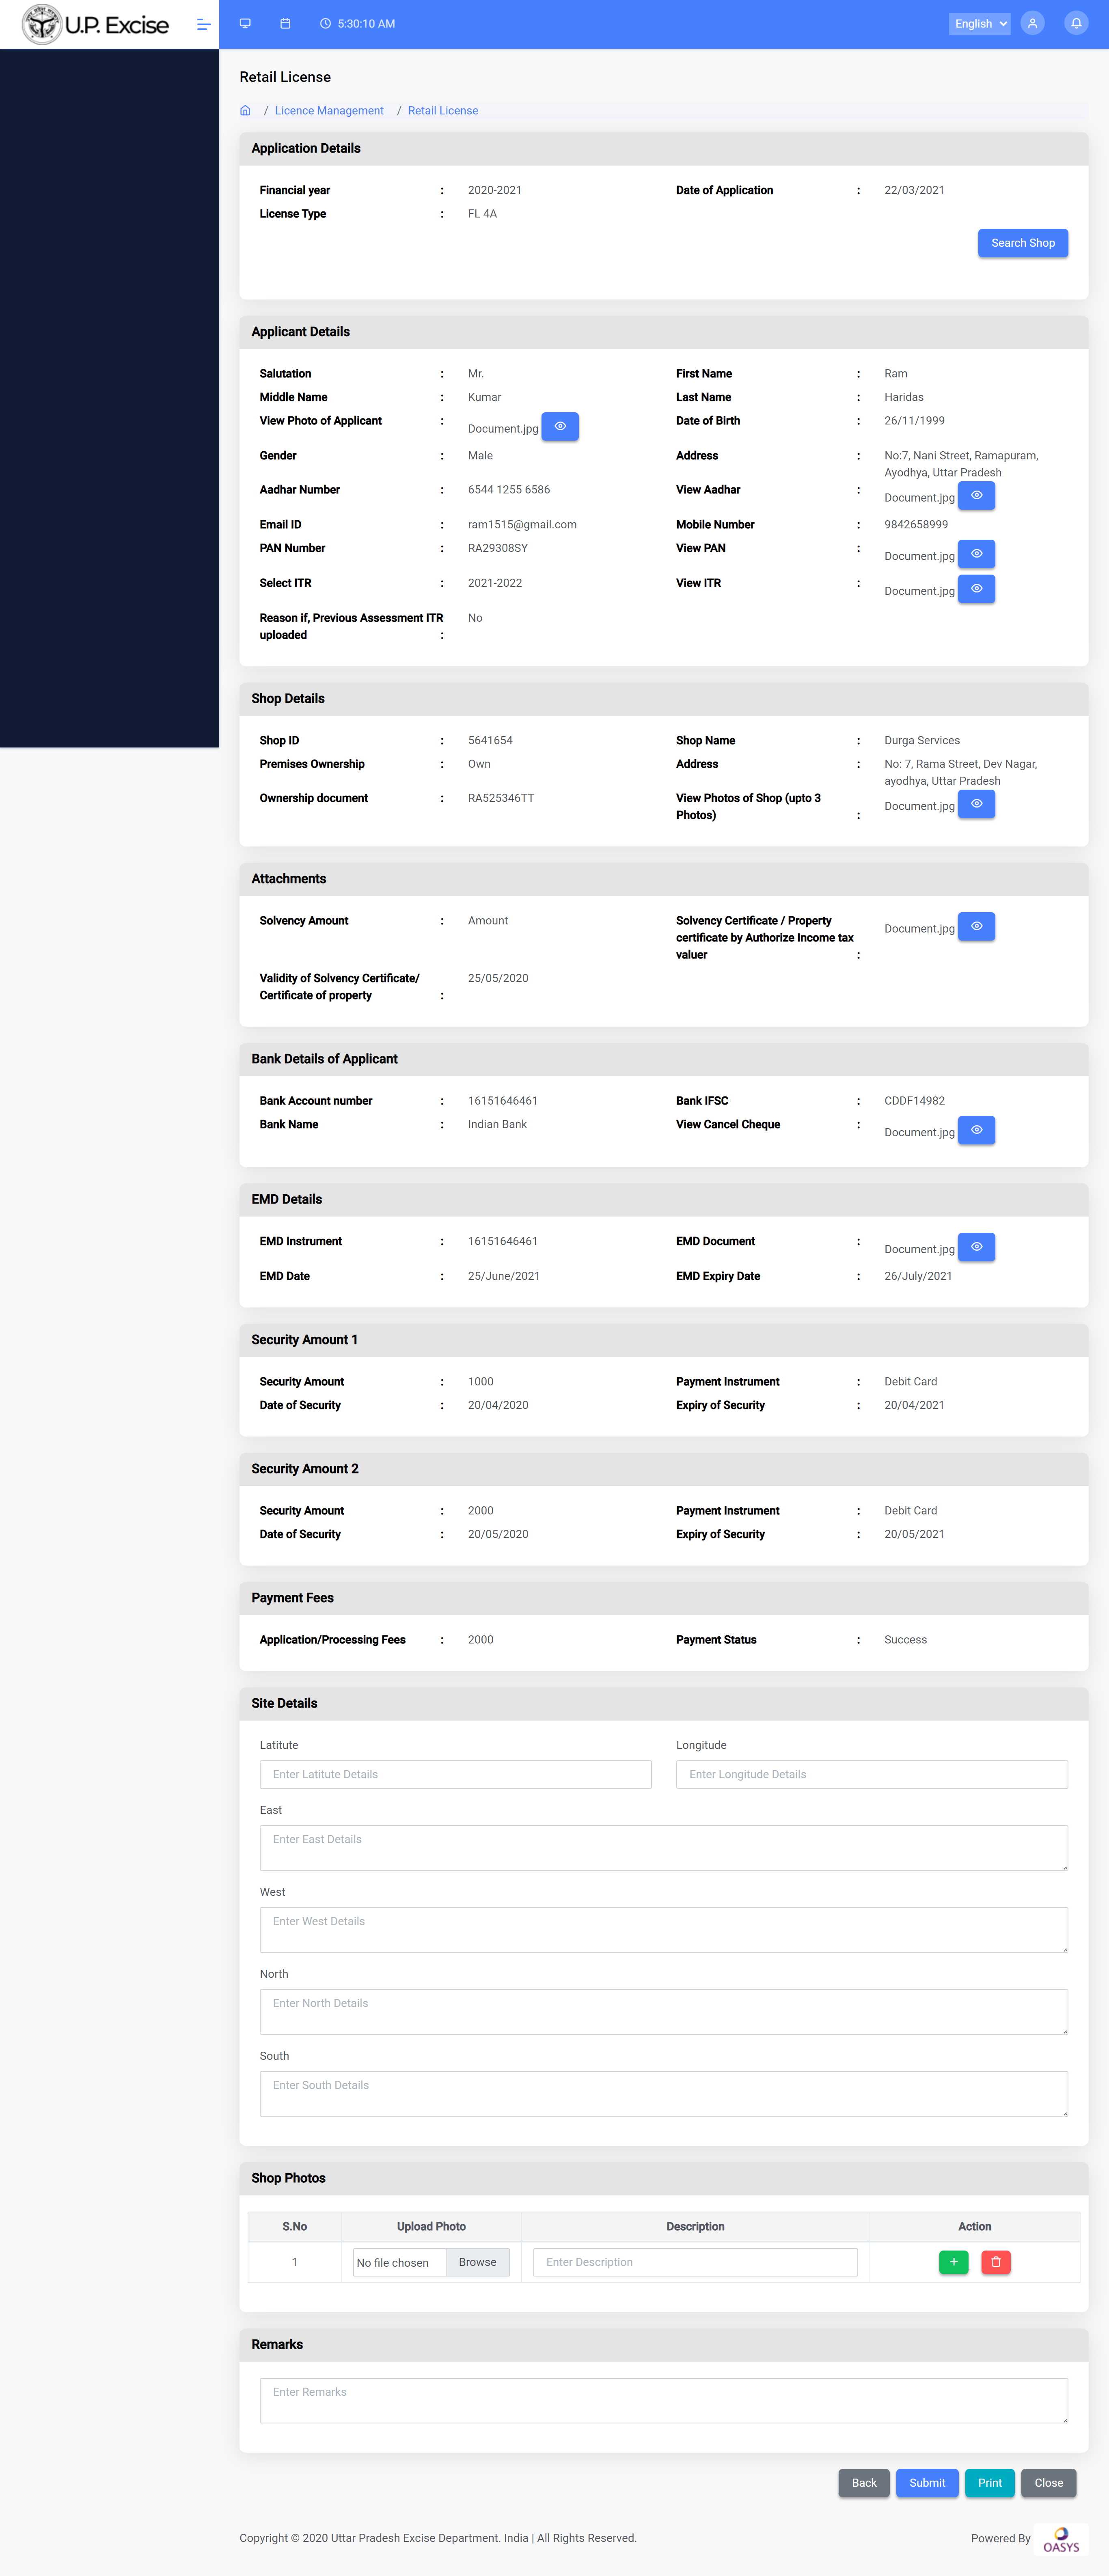 U.P. Excise
5:30:10 AM
English
Retail License
/ Licence Management / Retail License
Application Details
Financial year : 2020-2021 Date of Application : 22/03/2021
License Type : FL 4A
Search Shop
Applicant Details
Salutation : Mr. First Name : Ram
Middle Name : Kumar Last Name : Haridas
View Photo of Applicant : Document.jpg Date of Birth : 26/11/1999
Gender : Male Address : No:7, Nani Street, Ramapuram,
Ayodhya, Uttar Pradesh
Aadhar Number : 6544 1255 6586 View Aadhar : Document.jpg
Email ID : ram1515@gmail.com Mobile Number : 9842658999
PAN Number : RA29308SY View PAN : Document.jpg
Select ITR : 2021-2022 View ITR : Document.jpg
Reason if, Previous Assessment ITR No
uploaded :
Shop Details
Shop ID : 5641654 Shop Name : Durga Services
Premises Ownership : Own Address : No: 7, Rama Street, Dev Nagar,
ayodhya, Uttar Pradesh
Ownership document : RA525346TT View Photos of Shop (upto 3 Document.jpg
Photos) :
Attachments
Solvency Amount : Amount Solvency Certificate / Property Document.jpg
certificate by Authorize Income tax
valuer :
Validity of Solvency Certificate/ 25/05/2020
Certificate of property :
Bank Details of Applicant
Bank Account number : 16151646461 Bank IFSC : CDDF14982
Bank Name : Indian Bank View Cancel Cheque : Document.jpg
EMD Details
EMD Instrument : 16151646461 EMD Document : Document.jpg
EMD Date : 25/June/2021 EMD Expiry Date : 26/July/2021
Security Amount 1
Security Amount : 1000 Payment Instrument : Debit Card
Date of Security : 20/04/2020 Expiry of Security : 20/04/2021
Security Amount 2
Security Amount : 2000 Payment Instrument : Debit Card
Date of Security : 20/05/2020 Expiry of Security : 20/05/2021
Payment Fees
Application/Processing Fees : 2000 Payment Status : Success
Site Details
Latitute Longitude
Enter Latitute Details Enter Longitude Details
East
Enter East Details
West
Enter West Details
North
Enter North Details
South
Enter South Details
Shop Photos
S.No Upload Photo Description Action
1 No file chosen Browse Enter Description +
Remarks
Enter Remarks
Back Submit Print Close
Copyright © 2020 Uttar Pradesh Excise Department. India | All Rights Reserved. Powered By OASYS